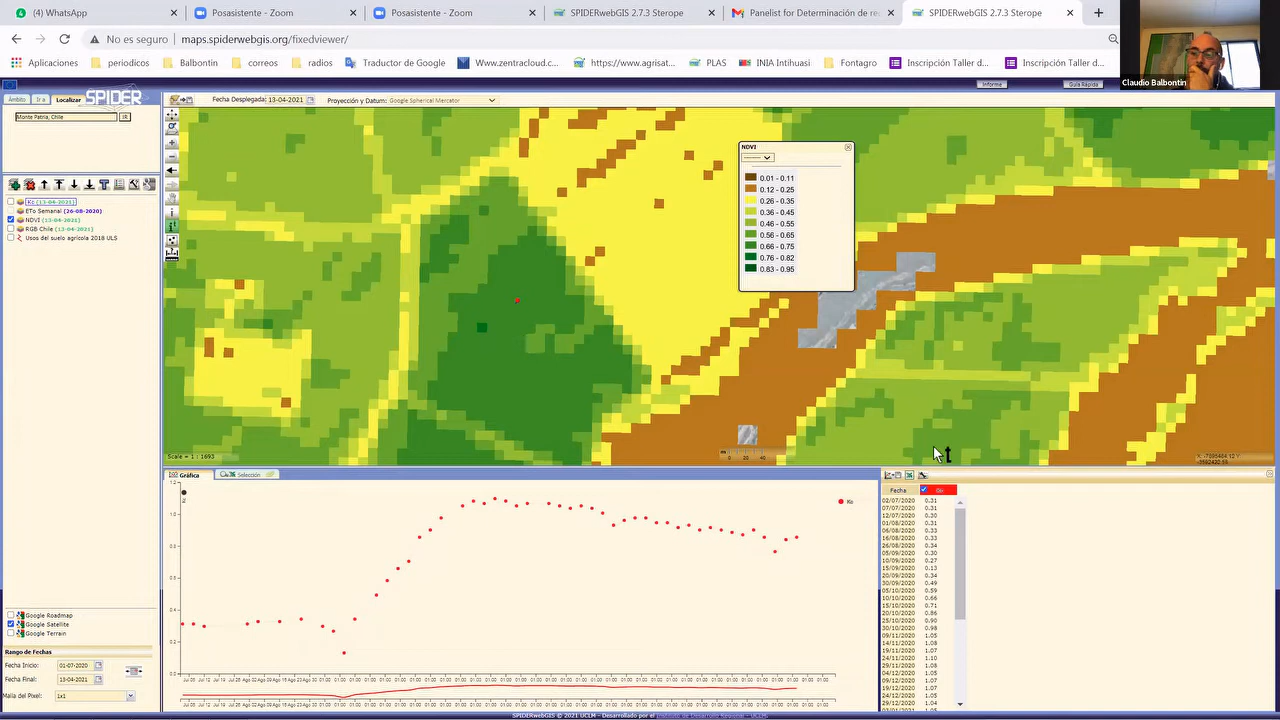 WhatsApp
Posasistente - Zoom
Posasistente - Zo
SPIDERwebGIS 2.7.3 Sterope
Panelist for Determinación de re
SPIDERwebGIS 2.7.3 Sterope
No es seguro | maps.spiderwebgis.org/fixedviewer/
Aplicaciones periodicos Balbontin correos radios Traductor de Google Www.zentracloud.c... https://www.agrisat... PLAS INIA Intihuasi Fontagro Inscripción Taller d... Inscripción Taller d...
Claudio Balbontin
Ámbito Ir a Localizar SPIDER
Fecha Desplegada: 13-04-2021 Proyección y Datum: Google Spherical Mercator
Informe Guía Rápida
Monte Patria, Chile IR
Kc (13-04-2021)
ETo Semanal (26-08-2020)
NDVI (13-04-2021)
RGB Chile (13-04-2021)
Usos del suelo agricola 2018 ULS
NDVI
0.01 - 0.11
0.12 - 0.25
0.26 - 0.35
0.36 - 0.45
0.46 - 0.55
0.56 - 0.65
0.66 - 0.75
0.76 - 0.82
0.83 - 0.95
Scale = 1 : 1693
Gráfica Selección
Kc
Fecha
02/07/2020 0.31
07/07/2020 0.31
12/07/2020 0.30
01/08/2020 0.31
06/08/2020 0.33
16/08/2020 0.33
26/08/2020 0.34
05/09/2020 0.30
10/09/2020 0.27
15/09/2020 0.13
20/09/2020 0.34
30/09/2020 0.49
05/10/2020 0.59
10/10/2020 0.66
15/10/2020 0.71
20/10/2020 0.86
25/10/2020 0.90
30/10/2020 0.98
09/11/2020 1.05
14/11/2020 1.08
19/11/2020 1.07
24/11/2020 1.10
29/11/2020 1.08
04/12/2020 1.05
09/12/2020 1.07
19/12/2020 1.07
24/12/2020 1.05
29/12/2020 1.04
Google Roadmap
Google Satellite
Google Terrain
Rango de Fechas
Fecha Inicio: 01-07-2020
Fecha Final: 13-04-2021
Malla del Pixel: 1x1
SPIDERwebGIS © 2021 UCLM - Desarrollado por el Instituto de Desarrollo Regional - UCLM.